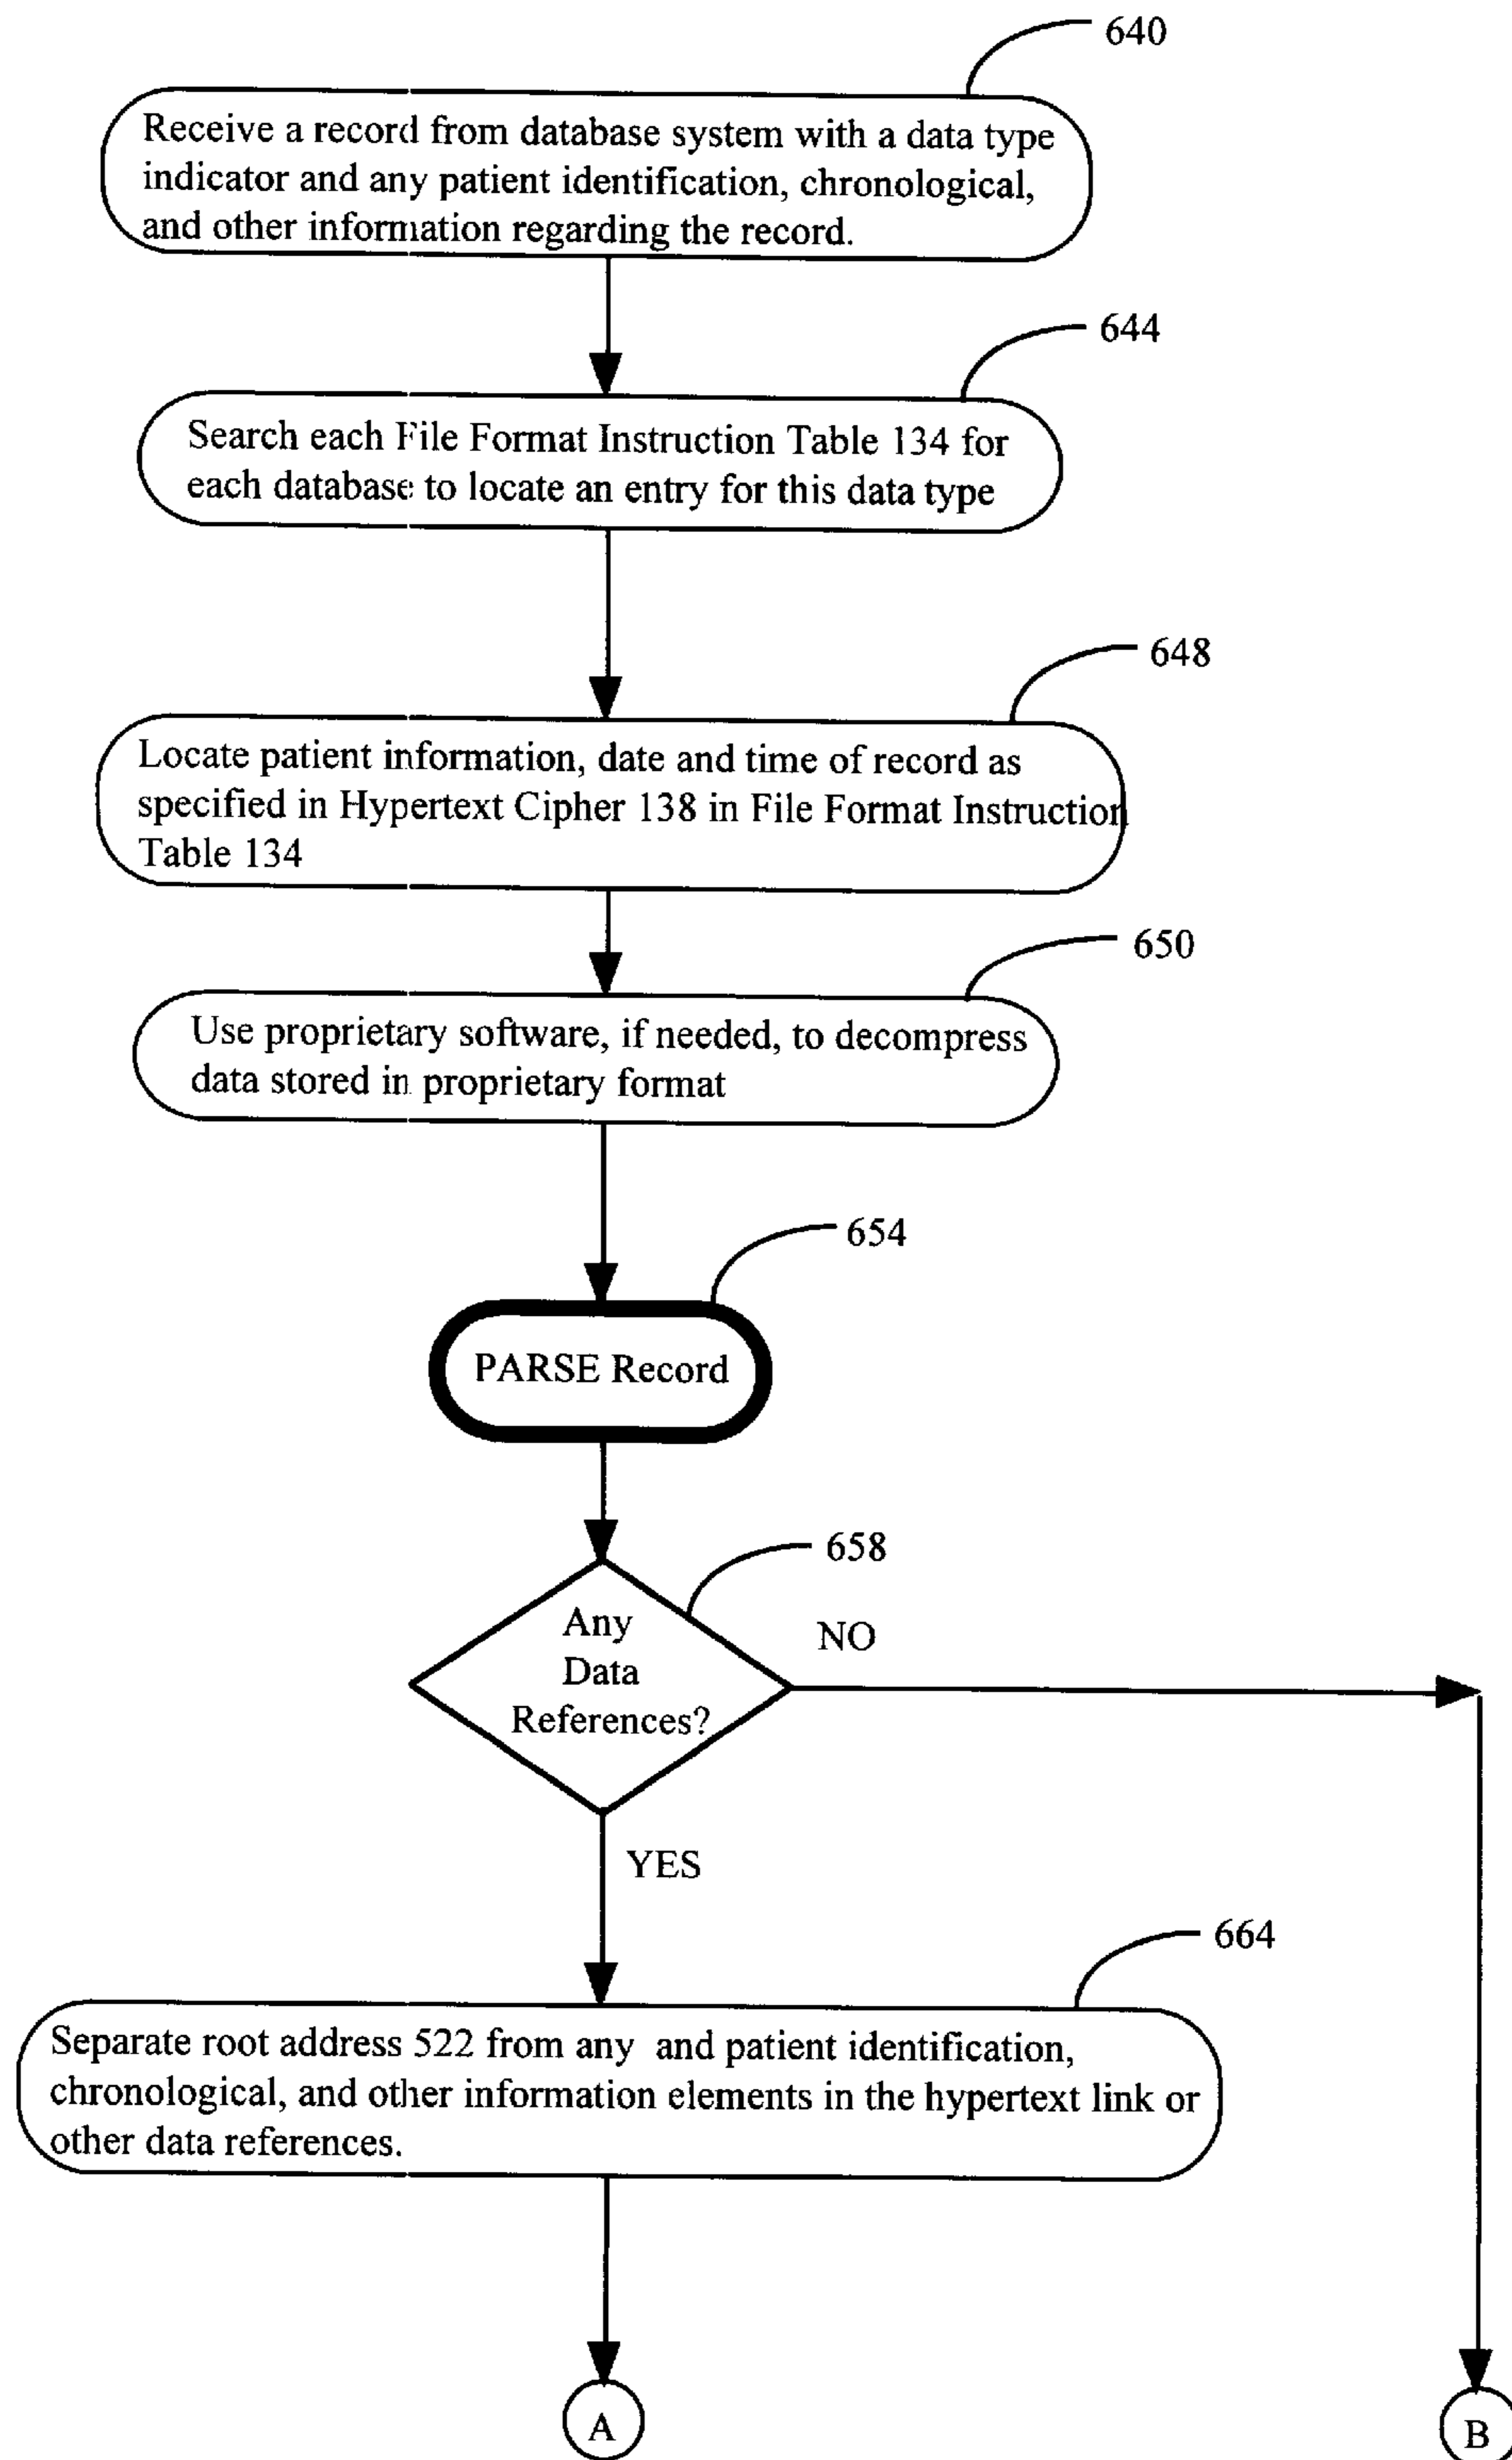 640
Receive a record from database system with a data type
indicator and any patient identification, chronological,
and other information regarding the record.
644
Search each File Format Instruction Table 134 for
each database to locate an entry for this data type
648
Locate patient information, date and time of record as
specified in Hypertext Cipher 138 in File Format Instruction
Table 134
650
Use proprietary software, if needed, to decompress
data stored in proprietary format
654
PARSE Record
658
Any
Data
References?
NO
YES
664
Separate root address 522 from any and patient identification,
chronological, and other information elements in the hypertext link or
other data references.
A
B